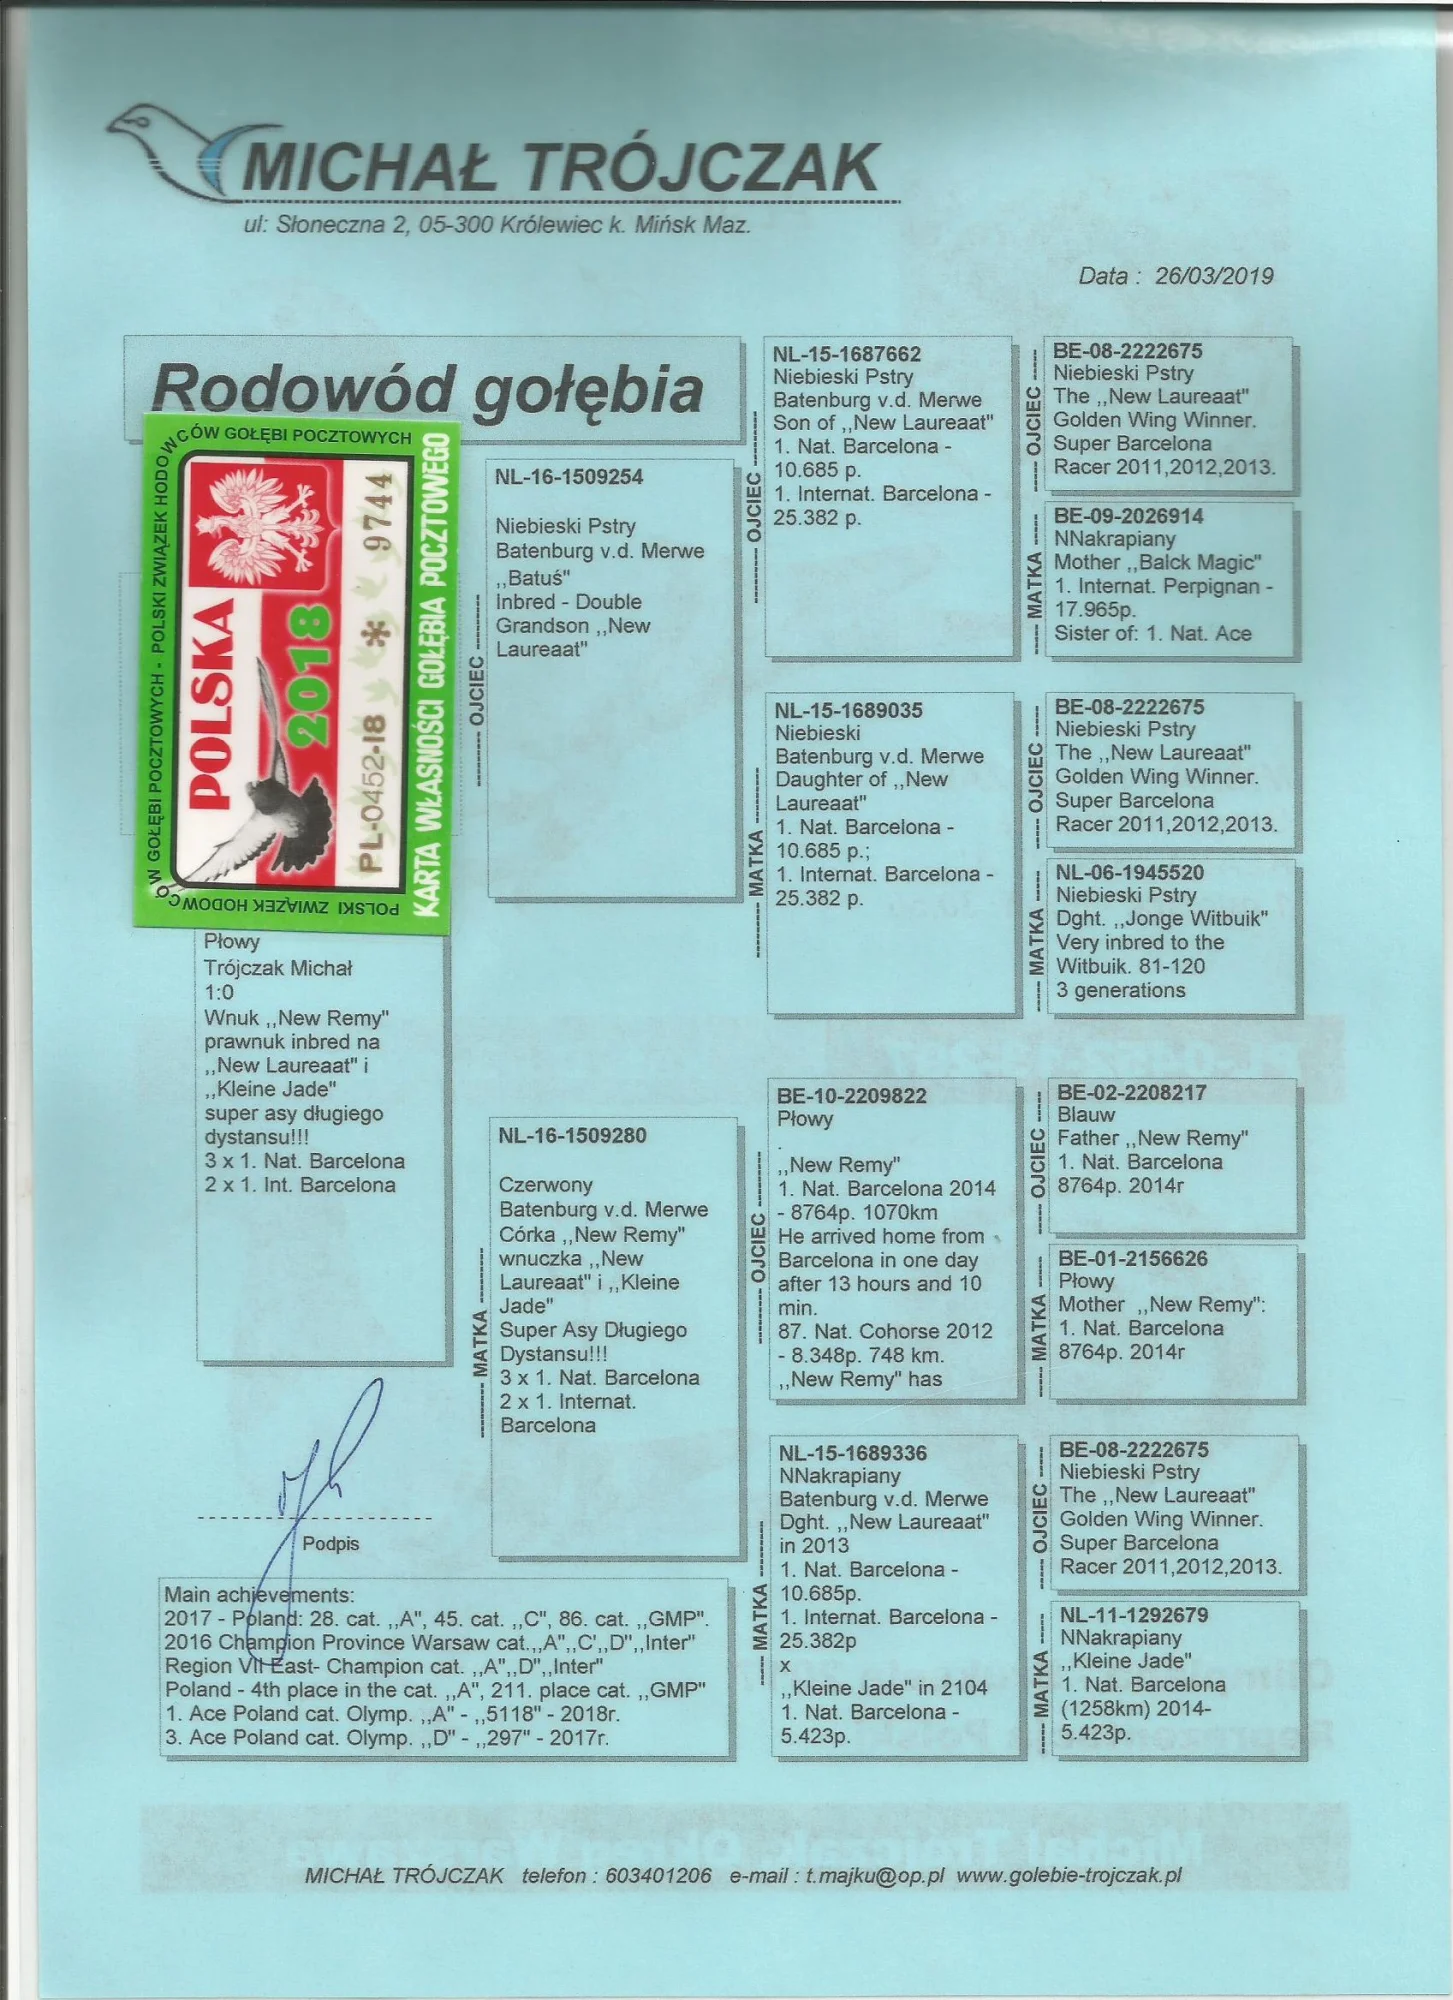 MICHAŁ TRÓJCZAK
ul: Słoneczna 2, 05-300 Królewiec k. Mińsk Maz.
Data : 26/03/2019
Rodowód gołębia
POLSKI ZWIĄZEK HODOWCÓW GOŁĘBI POCZTOWYCH - POLSKI ZWIĄZEK HODOWCÓW GOŁĘBI POCZTOWYCH
POLSKA
2018
PL-0452-18 * 9744
KARTA WŁASNOŚCI GOŁĘBIA POCZTOWEGO
Płowy
Trójczak Michał
1:0
Wnuk ,,New Remy"
prawnuk inbred na
,,New Laureaat" i
,,Kleine Jade"
super asy długiego
dystansu!!!
3 x 1. Nat. Barcelona
2 x 1. Int. Barcelona
Podpis
OJCIEC
NL-16-1509254
Niebieski Pstry
Batenburg v.d. Merwe
,,Batuś"
Inbred - Double
Grandson ,,New
Laureaat"
MATKA
NL-16-1509280
Czerwony
Batenburg v.d. Merwe
Córka ,,New Remy"
wnuczka ,,New
Laureaat" i ,,Kleine
Jade"
Super Asy Długiego
Dystansu!!!
3 x 1. Nat. Barcelona
2 x 1. Internat.
Barcelona
OJCIEC
NL-15-1687662
Niebieski Pstry
Batenburg v.d. Merwe
Son of ,,New Laureaat"
1. Nat. Barcelona -
10.685 p.
1. Internat. Barcelona -
25.382 p.
MATKA
NL-15-1689035
Niebieski
Batenburg v.d. Merwe
Daughter of ,,New
Laureaat"
1. Nat. Barcelona -
10.685 p.;
1. Internat. Barcelona -
25.382 p.
OJCIEC
BE-10-2209822
Płowy
.
,,New Remy"
1. Nat. Barcelona 2014
- 8764p. 1070km
He arrived home from
Barcelona in one day
after 13 hours and 10
min.
87. Nat. Cohorse 2012
- 8.348p. 748 km.
,,New Remy" has
MATKA
NL-15-1689336
NNakrapiany
Batenburg v.d. Merwe
Dght. ,,New Laureaat"
in 2013
1. Nat. Barcelona -
10.685p.
1. Internat. Barcelona -
25.382p
x
,,Kleine Jade" in 2104
1. Nat. Barcelona -
5.423p.
OJCIEC
BE-08-2222675
Niebieski Pstry
The ,,New Laureaat"
Golden Wing Winner.
Super Barcelona
Racer 2011,2012,2013.
MATKA
BE-09-2026914
NNakrapiany
Mother ,,Balck Magic"
1. Internat. Perpignan -
17.965p.
Sister of: 1. Nat. Ace
OJCIEC
BE-08-2222675
Niebieski Pstry
The ,,New Laureaat"
Golden Wing Winner.
Super Barcelona
Racer 2011,2012,2013.
MATKA
NL-06-1945520
Niebieski Pstry
Dght. ,,Jonge Witbuik"
Very inbred to the
Witbuik. 81-120
3 generations
OJCIEC
BE-02-2208217
Blauw
Father ,,New Remy"
1. Nat. Barcelona
8764p. 2014r
MATKA
BE-01-2156626
Płowy
Mother ,,New Remy":
1. Nat. Barcelona
8764p. 2014r
OJCIEC
BE-08-2222675
Niebieski Pstry
The ,,New Laureaat"
Golden Wing Winner.
Super Barcelona
Racer 2011,2012,2013.
MATKA
NL-11-1292679
NNakrapiany
,,Kleine Jade"
1. Nat. Barcelona
(1258km) 2014-
5.423p.
Main achievements:
2017 - Poland: 28. cat. ,,A", 45. cat. ,,C", 86. cat. ,,GMP".
2016 Champion Province Warsaw cat.,,A",,C',,D",,Inter"
Region VII East- Champion cat. ,,A",,D",,Inter"
Poland - 4th place in the cat. ,,A", 211. place cat. ,,GMP"
1. Ace Poland cat. Olymp. ,,A" - ,,5118" - 2018r.
3. Ace Poland cat. Olymp. ,,D" - ,,297" - 2017r.
MICHAŁ TRÓJCZAK telefon : 603401206 e-mail : t.majku@op.pl www.golebie-trojczak.pl